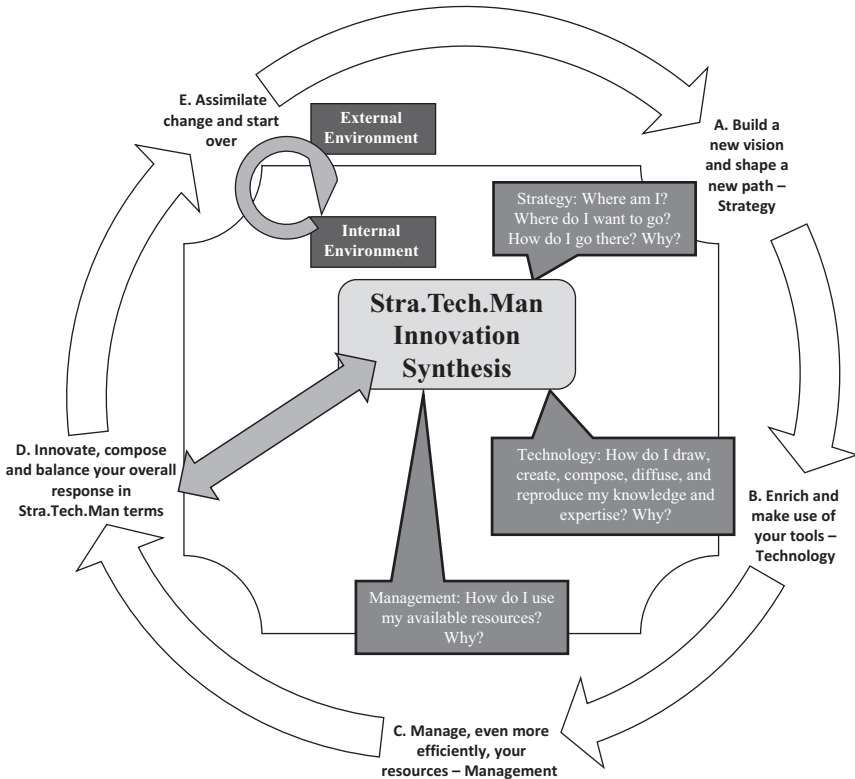 E. Assimilate
change and start
over
External
Environment
Internal
Environment
A. Build a
new vision
and shape a
new path –
Strategy
Strategy: Where am I?
Where do I want to go?
How do I go there? Why?
Stra.Tech.Man
Innovation
Synthesis
D. Innovate, compose
and balance your overall
response in
Stra.Tech.Man terms
Technology: How do I draw,
create, compose, diffuse, and
reproduce my knowledge and
expertise? Why?
B. Enrich and
make use of
your tools –
Technology
Management: How do I use
my available resources?
Why?
C. Manage, even more
efficiently, your
resources – Management